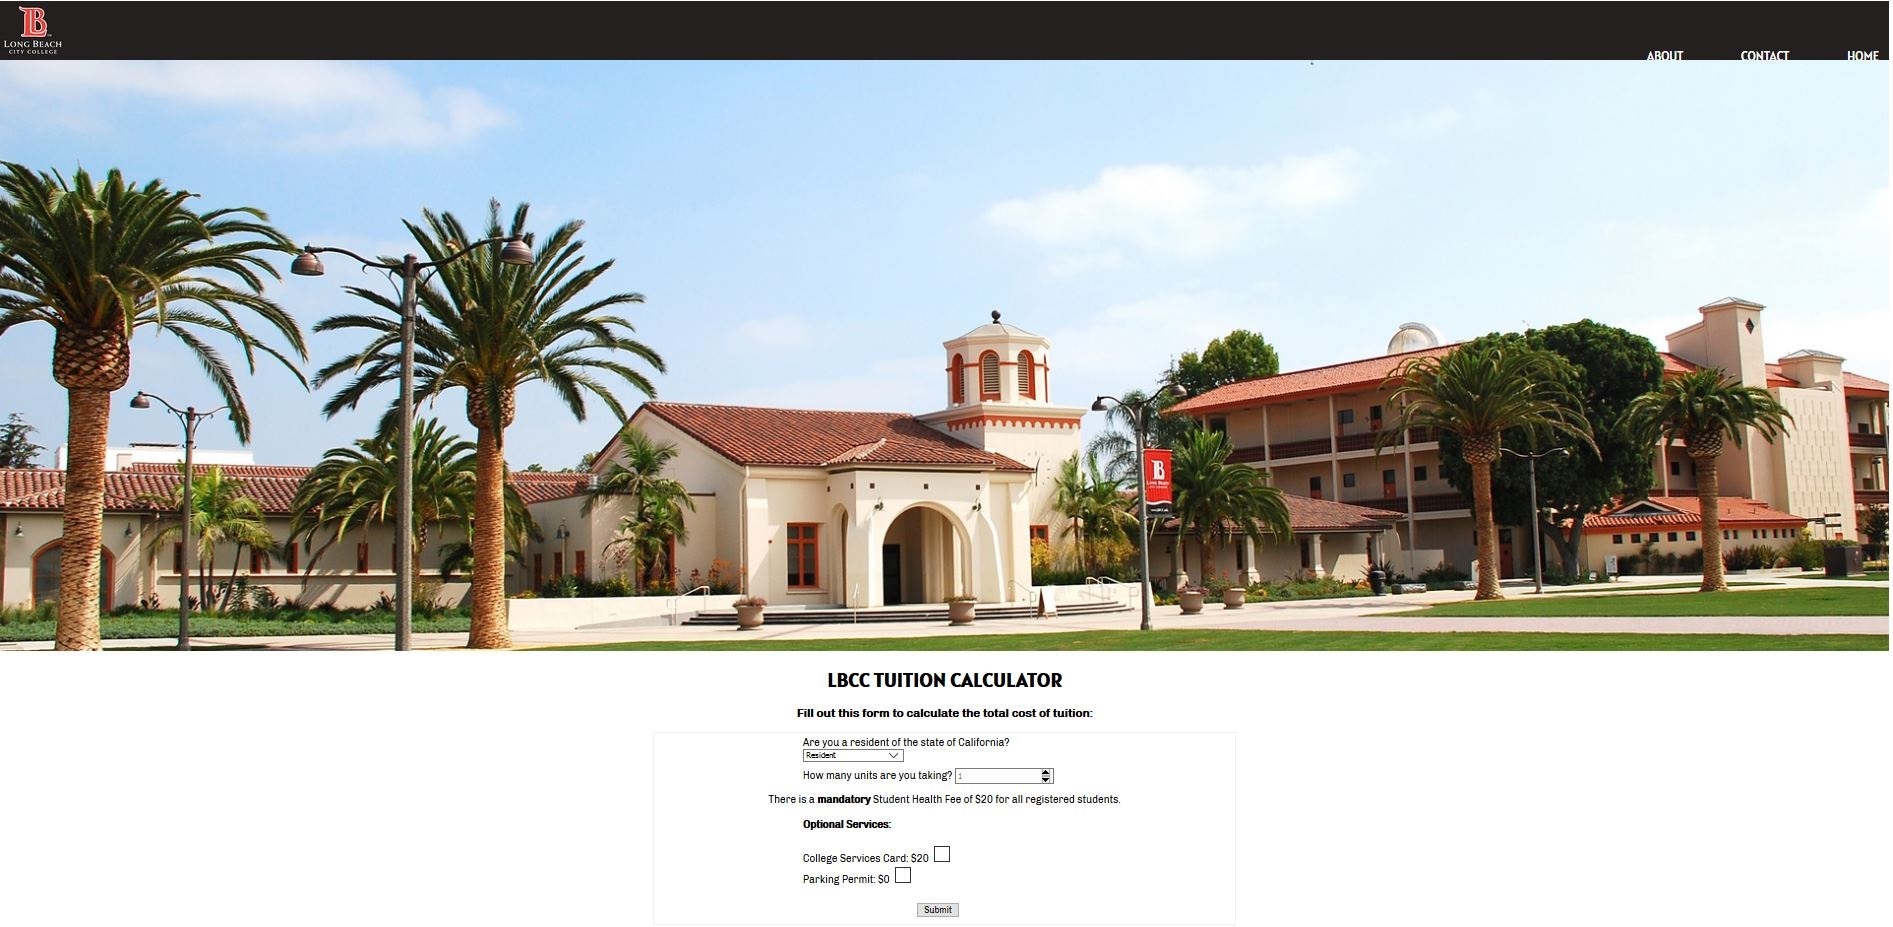 LB
LONG BEACH
CITY COLLEGE
ABOUT CONTACT HOME
LB
LONG BEACH
CITY COLLEGE
LBCC TUITION CALCULATOR
Fill out this form to calculate the total cost of tuition:
Are you a resident of the state of California?
Resident
How many units are you taking? 1
There is a mandatory Student Health Fee of $20 for all registered students.
Optional Services:
College Services Card: $20
Parking Permit: $0
Submit